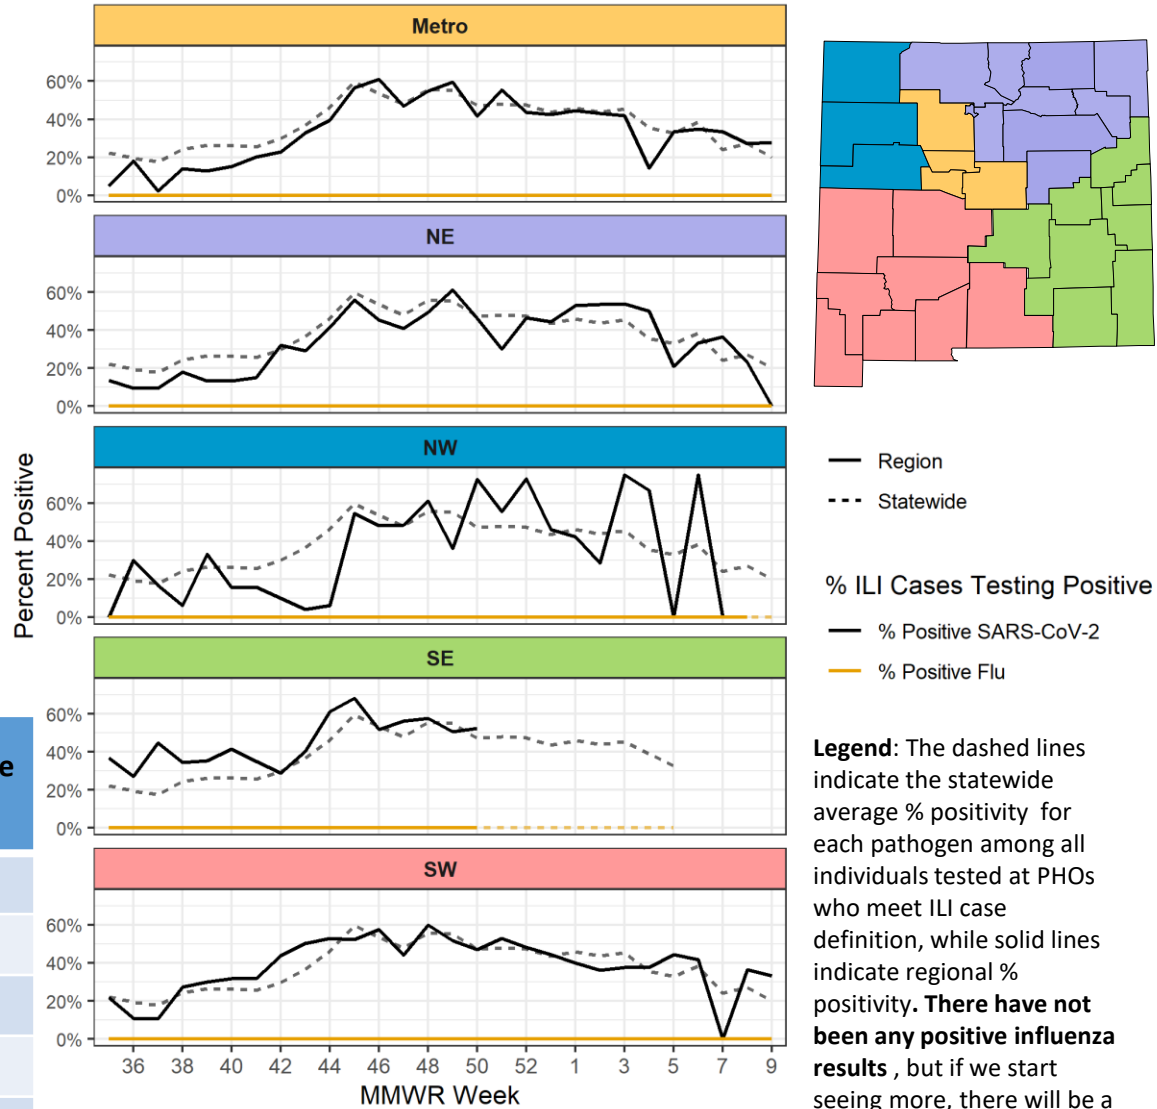 Metro
60%
40%
20%
0%
NE
60%
40%
20%
0%
NW
60%
40%
20%
0%
SE
60%
40%
20%
0%
SW
60%
40%
20%
0%
36 38 40 42 44 46 48 50 52 1 3 5 7 9
MMWR Week
Percent Positive
e
Region
Statewide
% ILI Cases Testing Positive
% Positive SARS-CoV-2
% Positive Flu
Legend: The dashed lines
indicate the statewide
average % positivity for
each pathogen among all
individuals tested at PHOs
who meet ILI case
definition, while solid lines
indicate regional %
positivity. There have not
been any positive influenza
results , but if we start
seeing more, there will be a